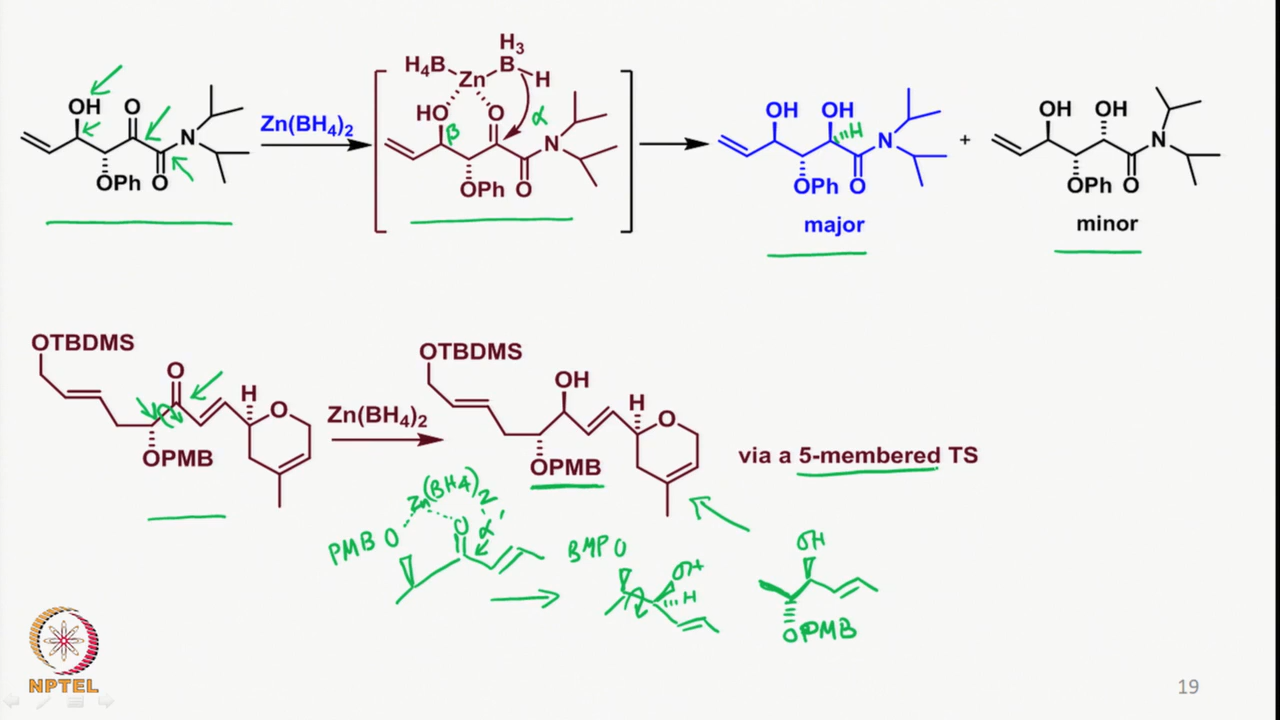 OH O
N
OPh O
Zn(BH4)2
H3
H4B Zn B H
HO O α
β
N
OPh O
OH OH
H
N
OPh O
major
+
OH OH
N
OPh O
minor
OTBDMS
O
H
O
OPMB
Zn(BH4)2
OTBDMS
OH
H
O
OPMB
via a 5-membered TS
Zn(BH4)2
PMBO O α'
BMPO OH
H
OH
OPMB
NPTEL
19